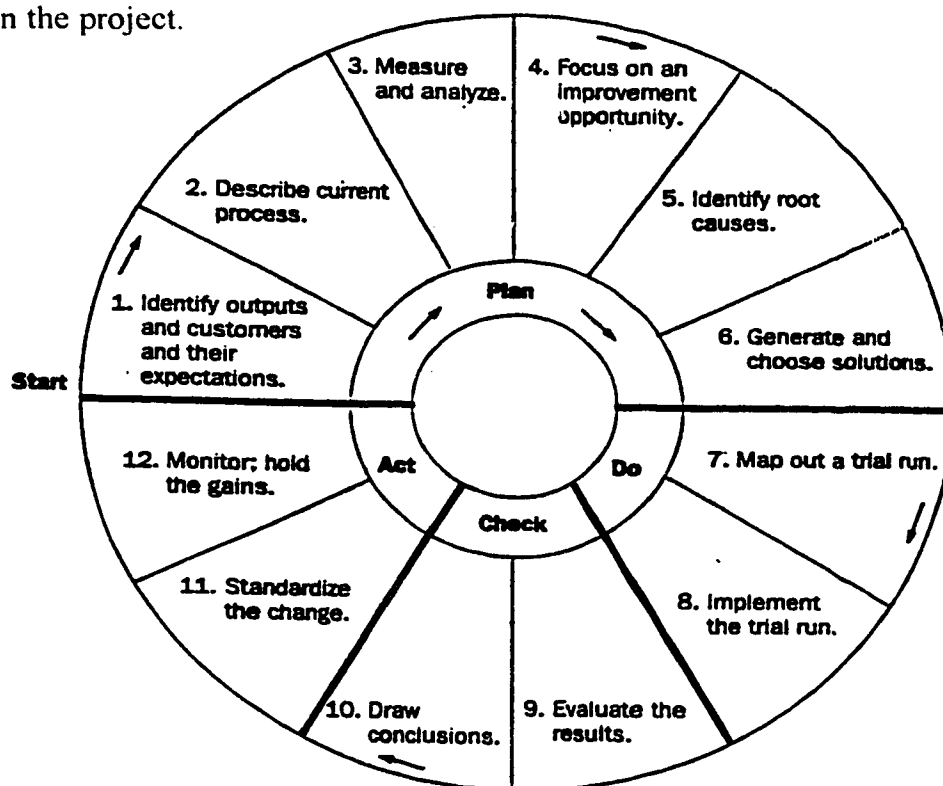 n the project.
3. Measure
and analyze.
4. Focus on an
improvement
opportunity.
2. Describe current
process.
5. Identify root
causes.
1. Identify outputs
and customers
and their
expectations.
Plan
6. Generate and
choose solutions.
Start
12. Monitor; hold
the gains.
Act
Do
7. Map out a trial run.
Check
11. Standardize
the change.
8. Implement
the trial run.
10. Draw
conclusions.
9. Evaluate the
results.